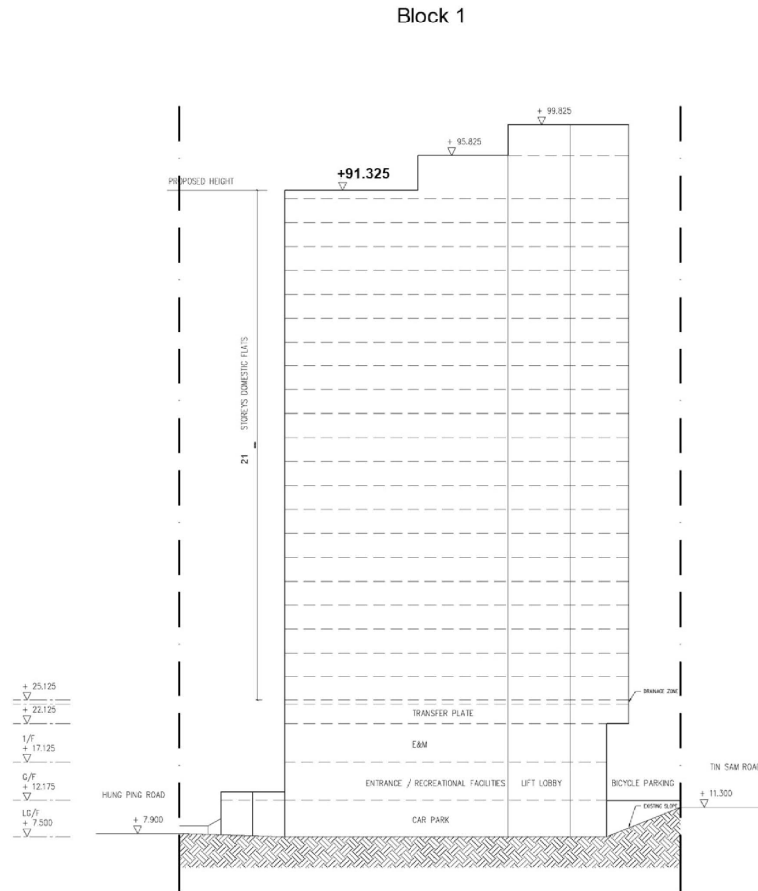 Block 1
+ 99.825
+ 95.825
+91.325
PROPOSED HEIGHT
21 STOREYS DOMESTIC FLATS
+ 25.125
DRAINAGE ZONE
+ 22.125
TRANSFER PLATE
1/F
+ 17.125
E&M
TIN SAM ROAD
G/F
+ 12.175
ENTRANCE / RECREATIONAL FACILITIES
LIFT LOBBY
BICYCLE PARKING
HUNG PING ROAD
+ 11.300
LG/F
+ 7.500
+ 7.900
CAR PARK
EXISTING SLOPE